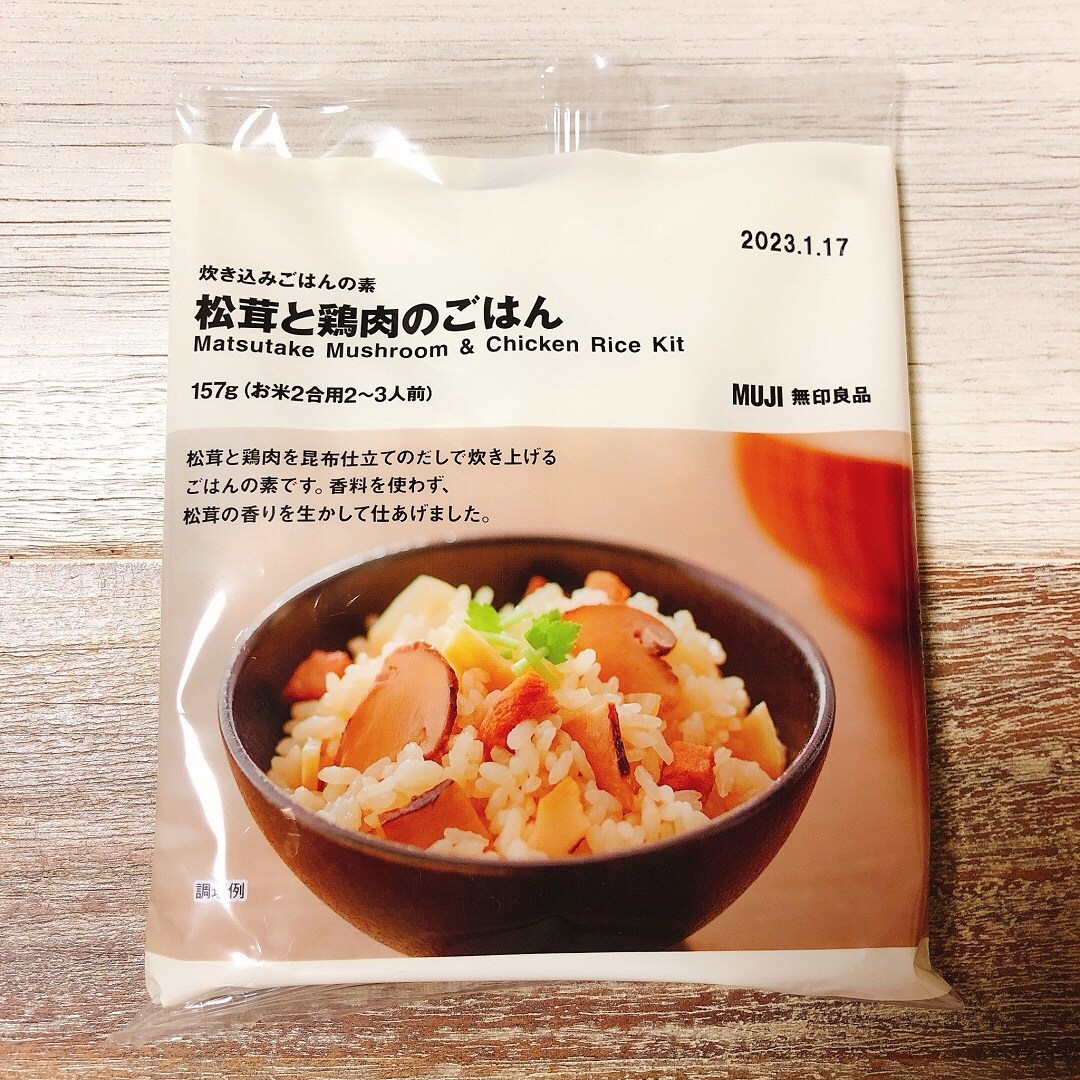 2023.1.17
炊き込みごはんの素
松茸と鶏肉のごはん
Matsutake Mushroom & Chicken Rice Kit
157g（お米2合用2～3人前）
MUJI 無印良品
松茸と鶏肉を昆布仕立てのだしで炊き上げる
ごはんの素です。香料を使わず、
松茸の香りを生かして仕あげました。
調理例